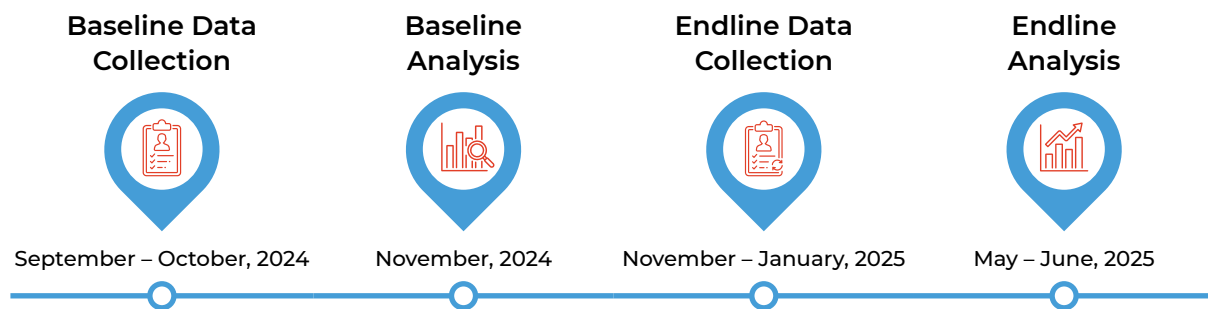 Baseline Data
Collection
Baseline
Analysis
Endline Data
Collection
Endline
Analysis
September – October, 2024
November, 2024
November – January, 2025
May – June, 2025